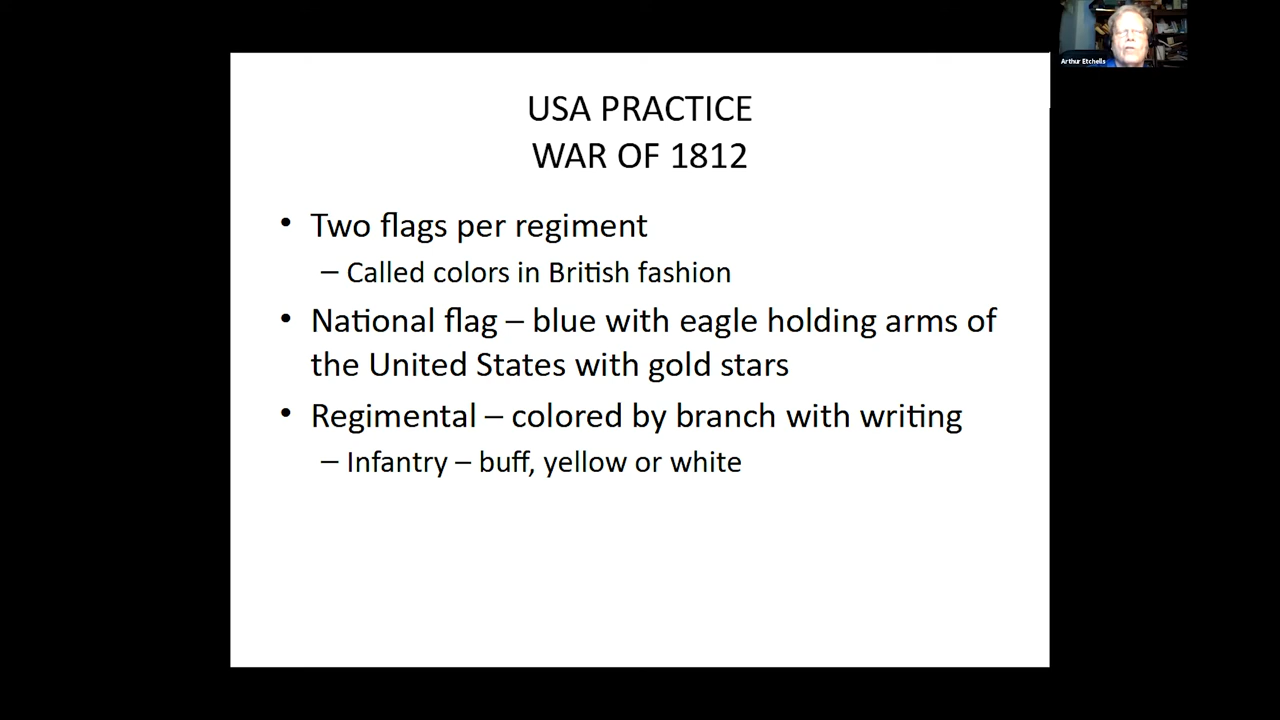 Arthur Etchells
USA PRACTICE
WAR OF 1812
• Two flags per regiment
– Called colors in British fashion
• National flag – blue with eagle holding arms of
the United States with gold stars
• Regimental – colored by branch with writing
– Infantry – buff, yellow or white